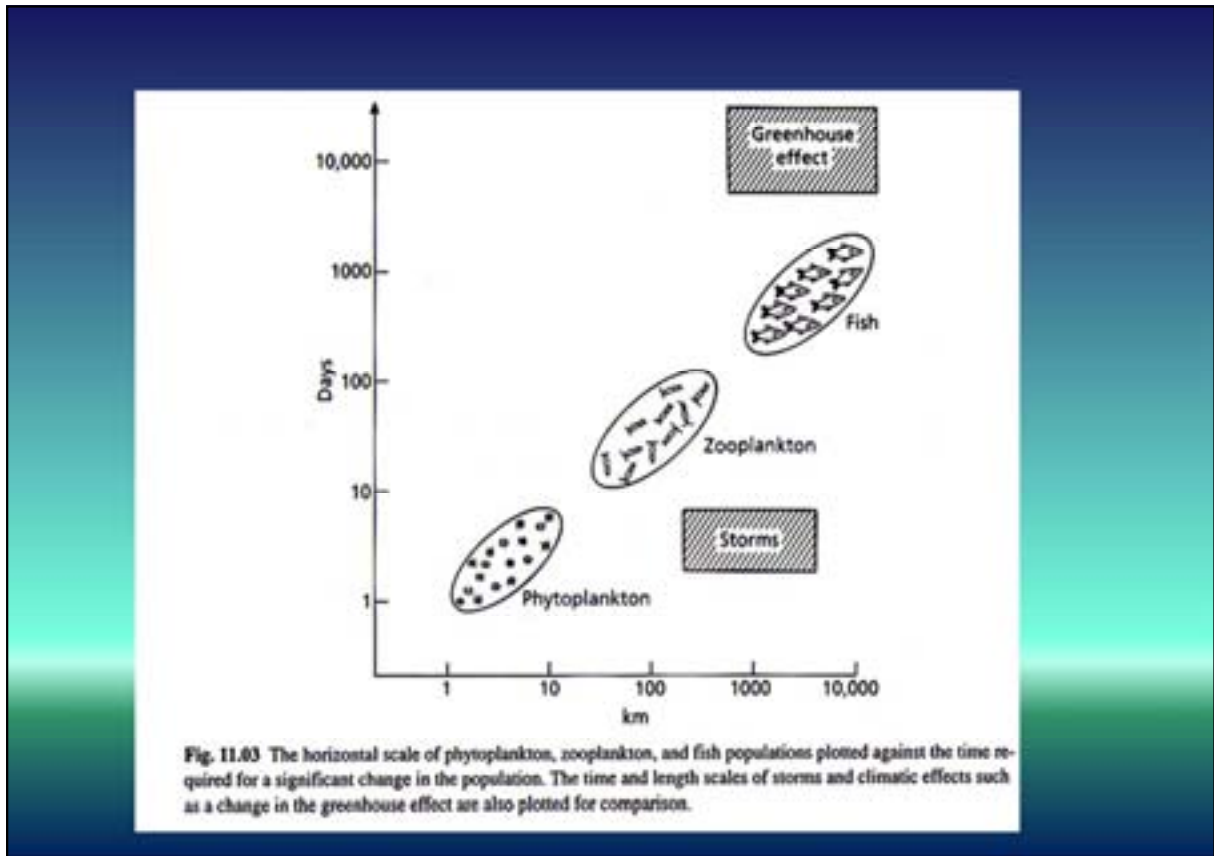 Greenhouse
effect
10,000
1000
Fish
Days
100
Zooplankton
10
Storms
Phytoplankton
1
1 10 100 1000 10,000
km
Fig. 11.03 The horizontal scale of phytoplankton, zooplankton, and fish populations plotted against the time re-
quired for a significant change in the population. The time and length scales of storms and climatic effects such
as a change in the greenhouse effect are also plotted for comparison.